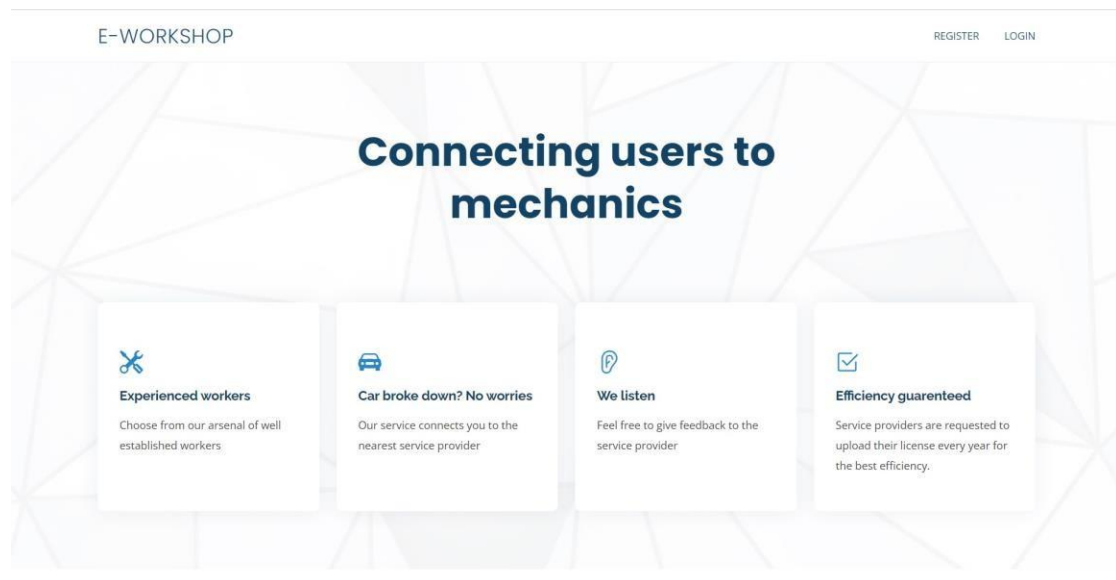 E-WORKSHOP
REGISTER LOGIN
Connecting users to
mechanics
Experienced workers
Choose from our arsenal of well
established workers
Car broke down? No worries
Our service connects you to the
nearest service provider
We listen
Feel free to give feedback to the
service provider
Efficiency guarenteed
Service providers are requested to
upload their license every year for
the best efficiency.